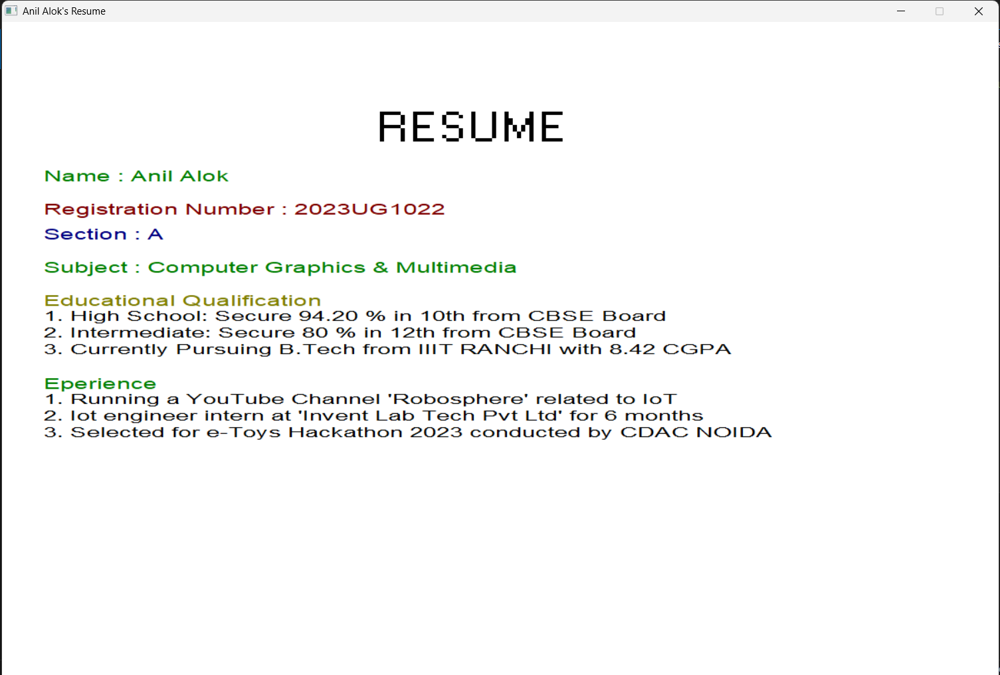 Anil Alok's Resume
RESUME
Name : Anil Alok
Registration Number : 2023UG1022
Section : A
Subject : Computer Graphics & Multimedia
Educational Qualification
1. High School: Secure 94.20 % in 10th from CBSE Board
2. Intermediate: Secure 80 % in 12th from CBSE Board
3. Currently Pursuing B.Tech from IIIT RANCHI with 8.42 CGPA
Eperience
1. Running a YouTube Channel 'Robosphere' related to IoT
2. Iot engineer intern at 'Invent Lab Tech Pvt Ltd' for 6 months
3. Selected for e-Toys Hackathon 2023 conducted by CDAC NOIDA